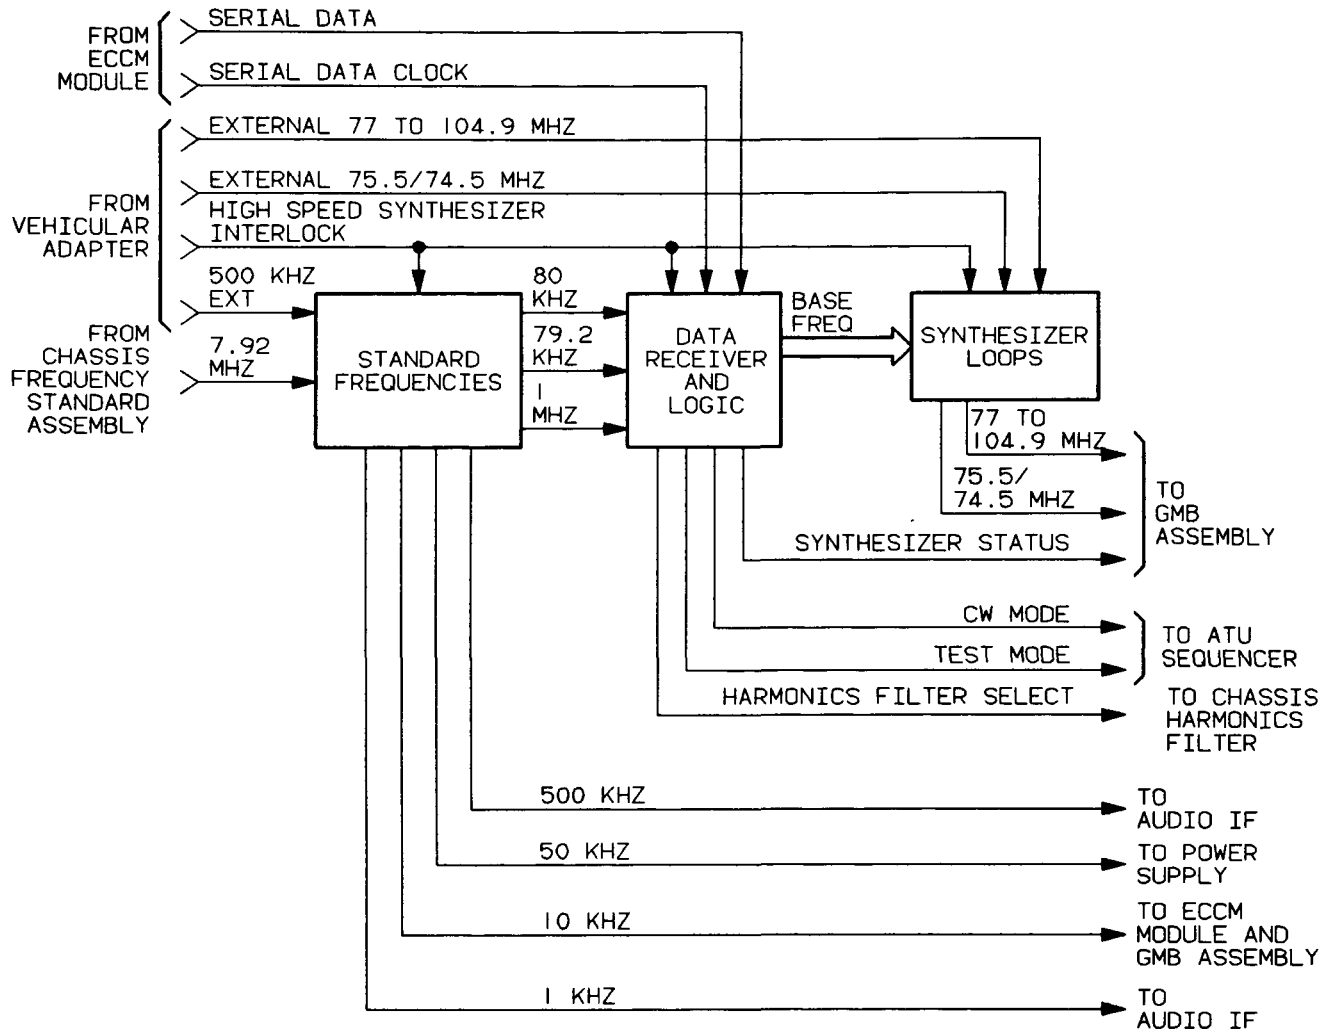 FROM
ECCM
MODULE
SERIAL DATA
SERIAL DATA CLOCK
FROM
VEHICULAR
ADAPTER
EXTERNAL 77 TO 104.9 MHZ
EXTERNAL 75.5/74.5 MHZ
HIGH SPEED SYNTHESIZER
INTERLOCK
500 KHZ
EXT
FROM
CHASSIS
FREQUENCY
STANDARD
ASSEMBLY
7.92
MHZ
STANDARD
FREQUENCIES
80
KHZ
79.2
KHZ
1
MHZ
DATA
RECEIVER
AND
LOGIC
BASE
FREQ
SYNTHESIZER
LOOPS
77 TO
104.9 MHZ
75.5/
74.5 MHZ
SYNTHESIZER STATUS
TO
GMB
ASSEMBLY
CW MODE
TEST MODE
TO ATU
SEQUENCER
HARMONICS FILTER SELECT
TO CHASSIS
HARMONICS
FILTER
500 KHZ
TO
AUDIO IF
50 KHZ
TO POWER
SUPPLY
10 KHZ
TO ECCM
MODULE AND
GMB ASSEMBLY
1 KHZ
TO
AUDIO IF